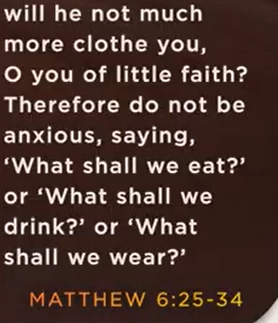 will he not much
more clothe you,
O you of little faith?
Therefore do not be
anxious, saying,
‘What shall we eat?’
or ‘What shall we
drink?’ or ‘What
shall we wear?’
MATTHEW 6:25-34